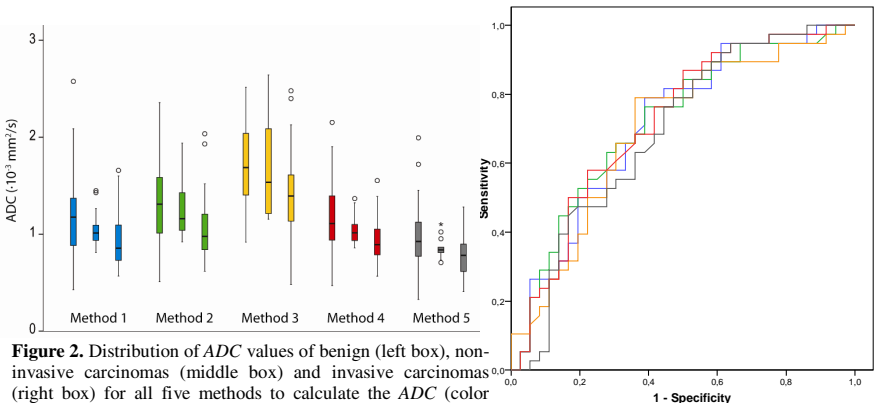 3
2
1
0
ADC (·10⁻³ mm²/s)
Method 1 Method 2 Method 3 Method 4 Method 5
*
Figure 2. Distribution of ADC values of benign (left box), non-
invasive carcinomas (middle box) and invasive carcinomas
(right box) for all five methods to calculate the ADC (color
1,0
0,8
0,6
0,4
0,2
0,0
Sensitivity
0,0 0,2 0,4 0,6 0,8 1,0
1 - Specificity